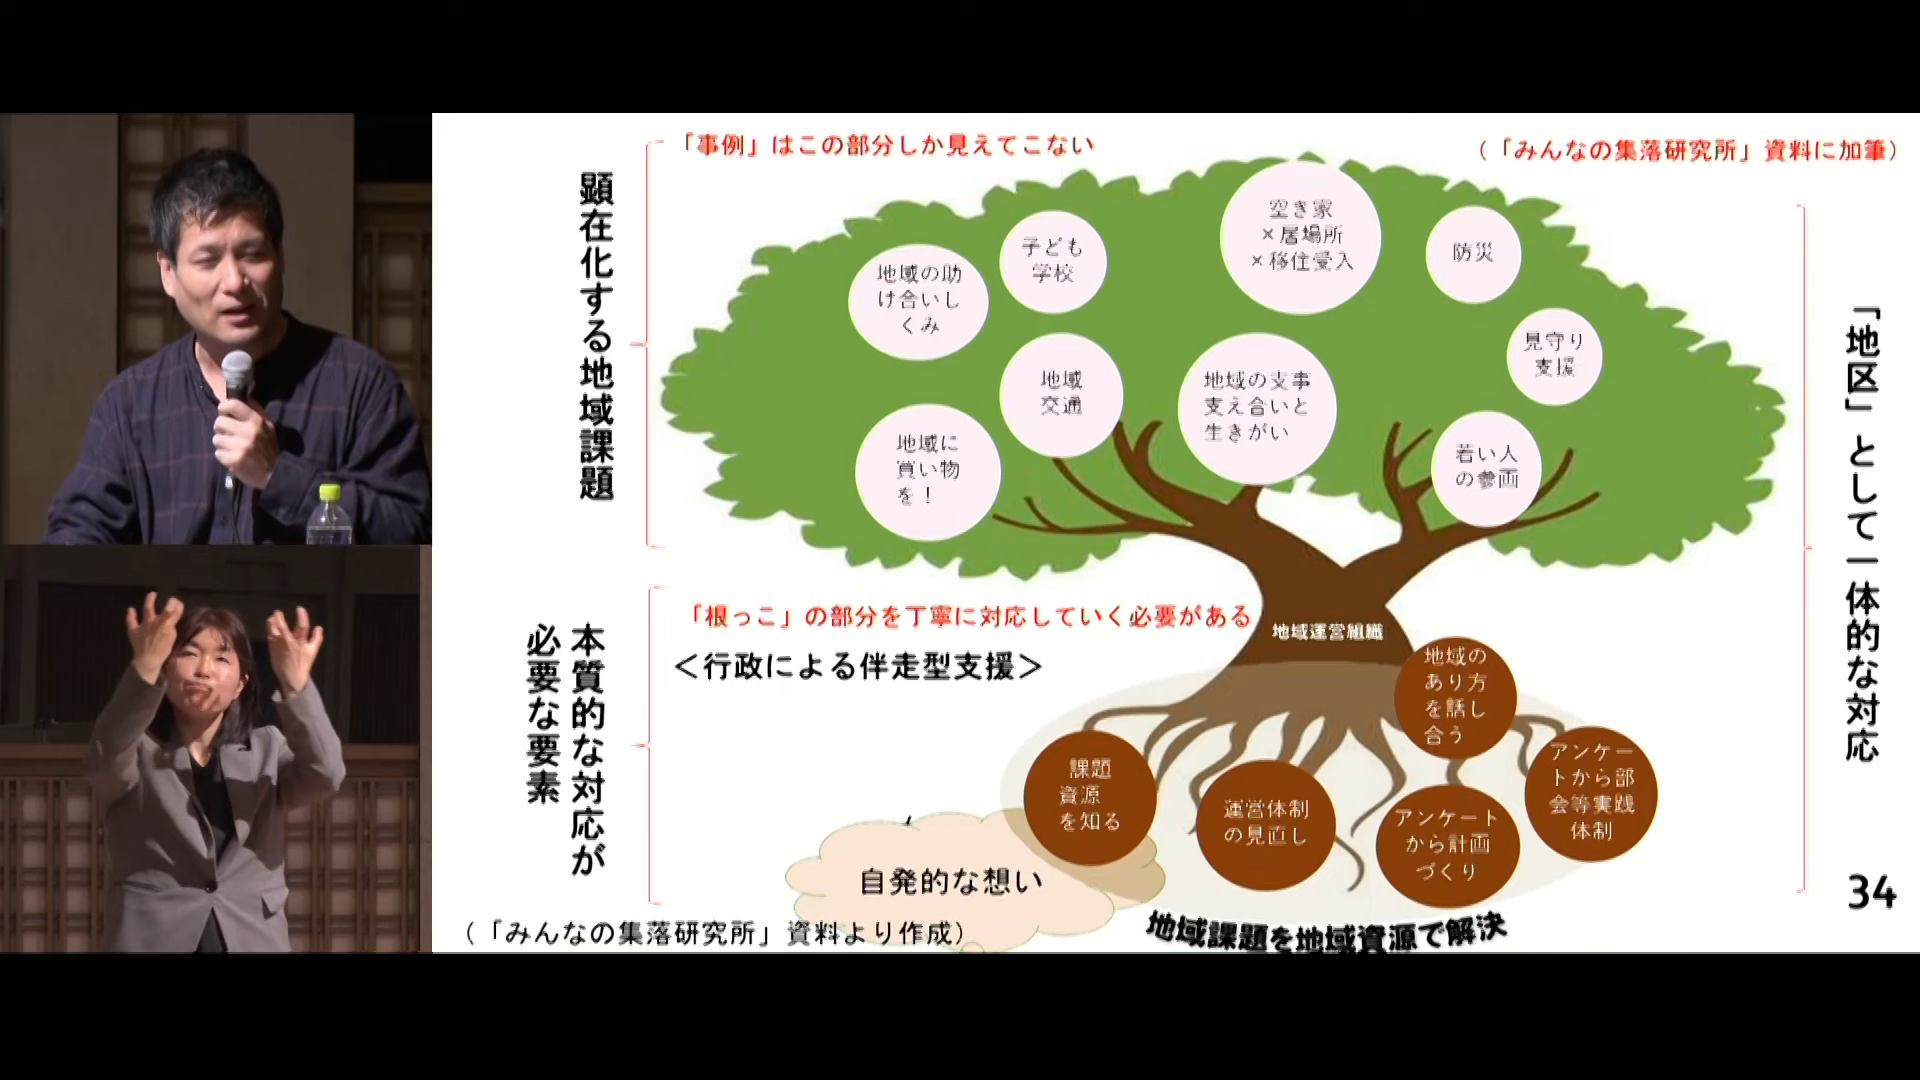 「事例」はこの部分しか見えてこない
（「みんなの集落研究所」資料に加筆）
顕在化する地域課題
地域の助
け合いし
くみ
子ども
学校
空き家
×居場所
×移住受入
防災
見守り
支援
地域
交通
地域の支事
支え合いと
生きがい
地域に
買い物
を！
若い人
の参画
「地区」として一体的な対応
本質的な対応が
必要な要素
「根っこ」の部分を丁寧に対応していく必要がある
＜行政による伴走型支援＞
地域運営組織
地域の
あり方
を話し
合う
課題
資源
を知る
運営体制
の見直し
アンケート
から計画
づくり
アンケー
トから部
会等実践
体制
自発的な想い
（「みんなの集落研究所」資料より作成）
地域課題を地域資源で解決
34